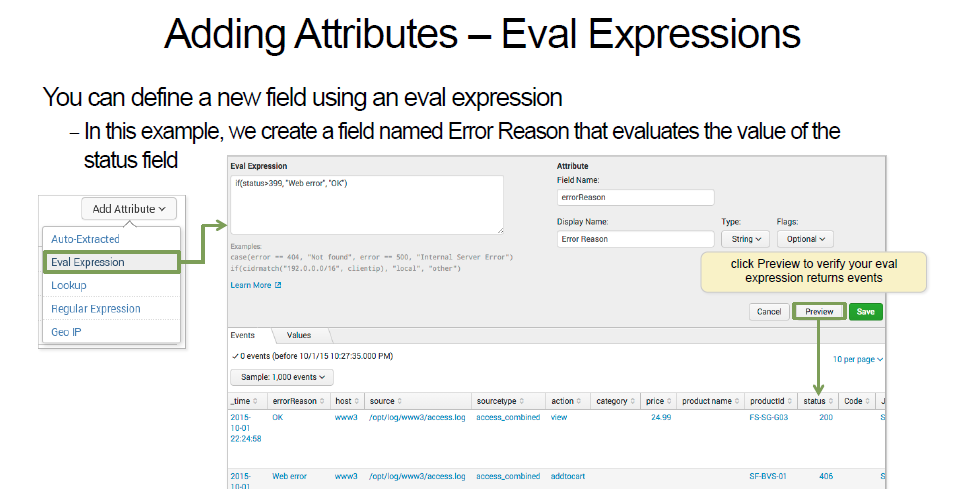 Adding Attributes – Eval Expressions
You can define a new field using an eval expression
– In this example, we create a field named Error Reason that evaluates the value of the
status field
Add Attribute
Auto-Extracted
Eval Expression
Lookup
Regular Expression
Geo IP
Eval Expression
if(status>399, "Web error", "OK")
Examples:
case(error == 404, "Not found", error == 500, "Internal Server Error")
if(cidrmatch("192.0.0.0/16", clientip), "local", "other")
Learn More
Attribute
Field Name:
errorReason
Display Name: Type: Flags:
Error Reason String Optional
click Preview to verify your eval
expression returns events
Cancel Preview Save
Events Values
✓ 0 events (before 10/1/15 10:27:35.000 PM)
10 per page
Sample: 1,000 events
_time errorReason host source sourcetype action category price product name productId status Code J
2015- OK www3 /opt/log/www3/access.log access_combined view 24.99 FS-SG-G03 200 S
10-01
22:24:58
2015- Web error www3 /opt/log/www3/access.log access_combined addtocart SF-BVS-01 406 S
10-01